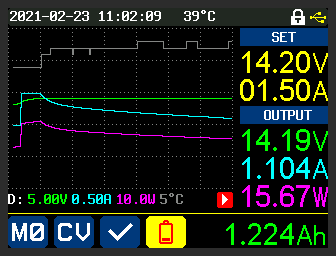 2021-02-23 11:02:09 39°C
SET
14.20V
01.50A
OUTPUT
14.19V
1.104A
15.67W
D: 5.00V 0.50A 10.0W 5°C
M0 CV 1.224Ah